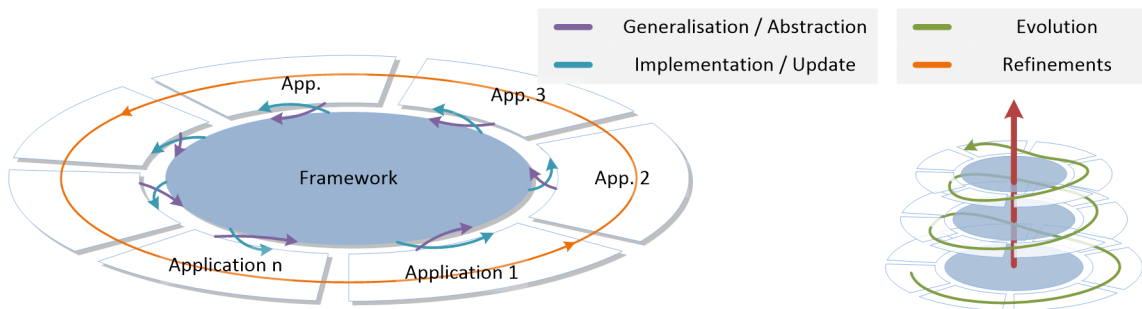 Generalisation / Abstraction
Evolution
Implementation / Update
Refinements
App.
App. 3
Framework
App. 2
Application n
Application 1